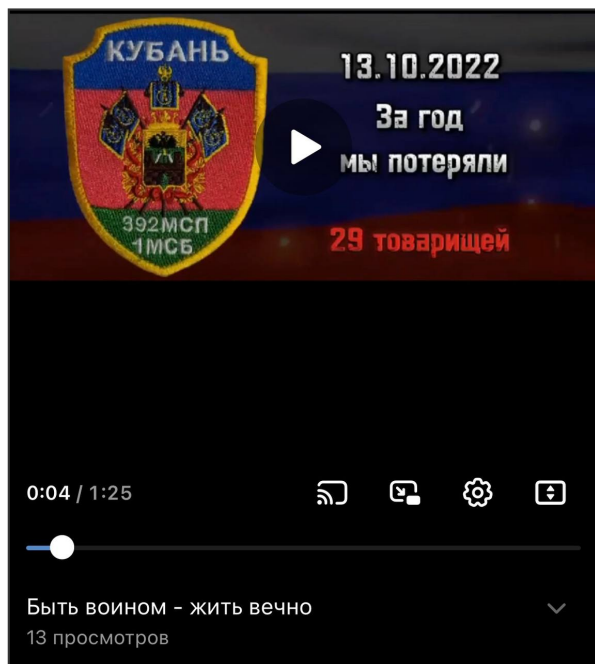 КУБАНЬ
392МСП
1МСБ
13.10.2022
За год
мы потеряли
29 товарищей
0:04 / 1:25
Быть воином - жить вечно
13 просмотров